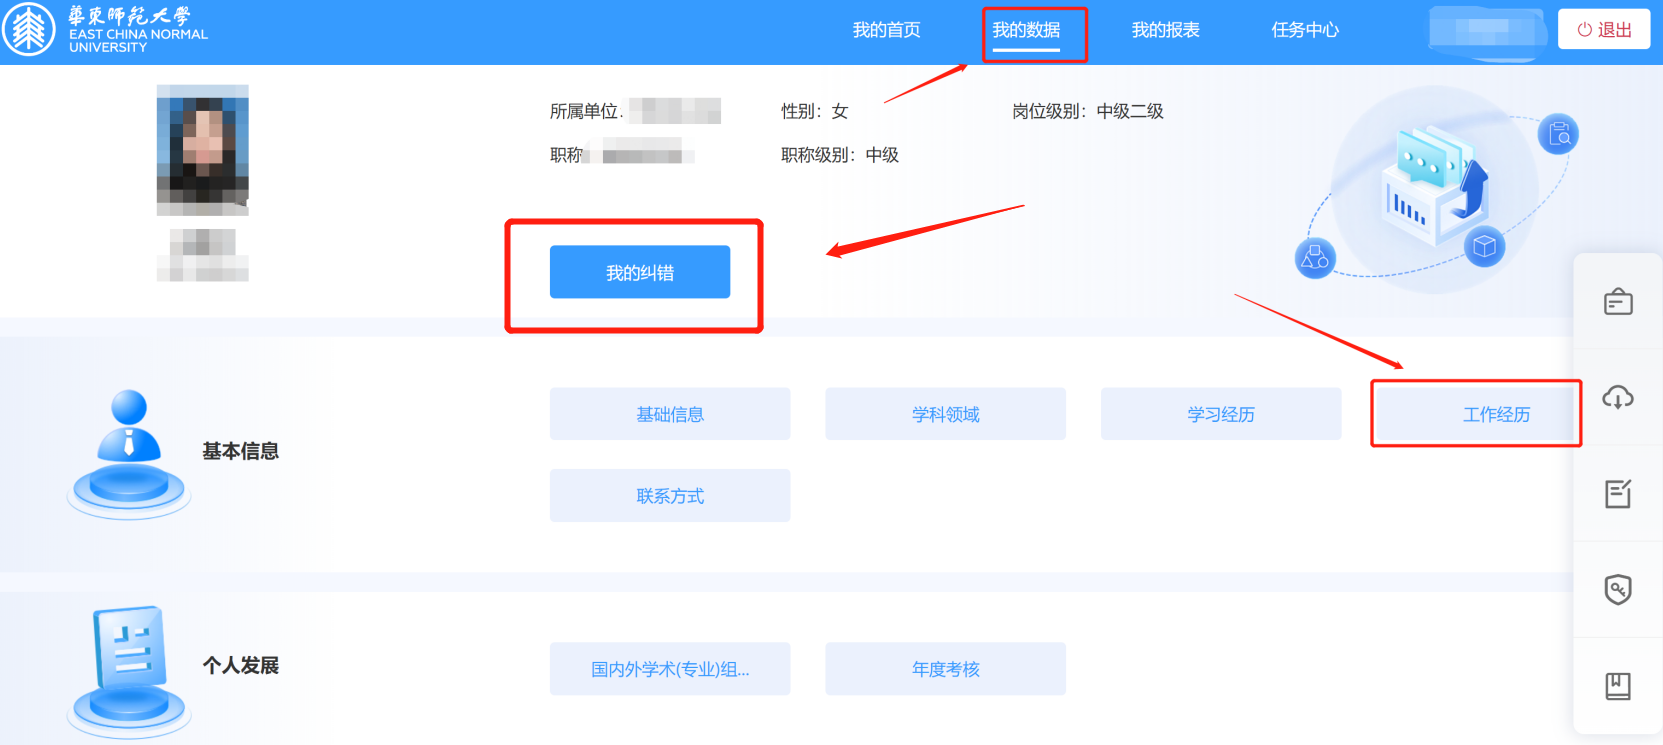 華東师范大學
EAST CHINA NORMAL
UNIVERSITY
我的首页
我的数据
我的报表
任务中心
退出
所属单位:
性别：女
岗位级别：中级二级
职称
职称级别：中级
我的纠错
基本信息
基础信息
学科领域
学习经历
工作经历
联系方式
个人发展
国内外学术(专业)组...
年度考核